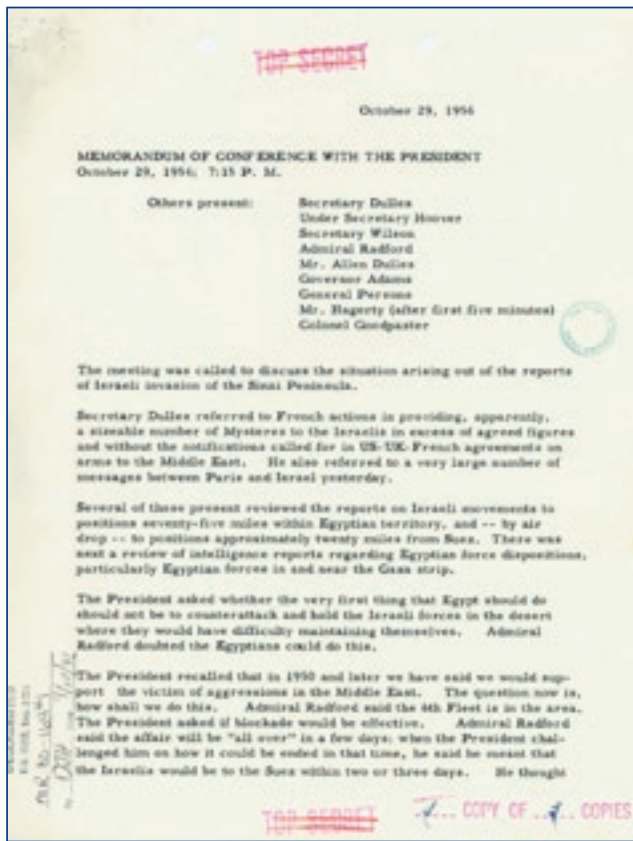 TOP SECRET
October 29, 1956
MEMORANDUM OF CONFERENCE WITH THE PRESIDENT
October 29, 1956; 7:15 P. M.
Others present:
Secretary Dulles
Under Secretary Hoover
Secretary Wilson
Admiral Radford
Mr. Allen Dulles
Governor Adams
General Persons
Mr. Hagerty (after first five minutes)
Colonel Goodpaster
The meeting was called to discuss the situation arising out of the reports
of Israeli invasion of the Sinai Peninsula.
Secretary Dulles referred to French actions in providing, apparently,
a sizeable number of Mysteres to the Israelis in excess of agreed figures
and without the notifications called for in US-UK-French agreements on
arms to the Middle East. He also referred to a very large number of
messages between Paris and Israel yesterday.
Several of those present reviewed the reports on Israeli movements to
positions seventy-five miles within Egyptian territory, and -- by air
drop -- to positions approximately twenty miles from Suez. There was
next a review of intelligence reports regarding Egyptian force dispositions,
particularly Egyptian forces in and near the Gaza strip.
The President asked whether the very first thing that Egypt should do
should not be to counterattack and hold the Israeli forces in the desert
where they would have difficulty maintaining themselves. Admiral
Radford doubted the Egyptians could do this.
The President recalled that in 1950 and later we have said we would sup-
port the victim of aggressions in the Middle East. The question now is,
how shall we do this. Admiral Radford said the 6th Fleet is in the area.
The President asked if blockade would be effective. Admiral Radford
said the affair will be "all over" in a few days; when the President chal-
lenged him on how it could be ended in that time, he said he meant that
the Israelis would be to the Suez within two or three days. He thought
TOP SECRET
COPY OF COPIES